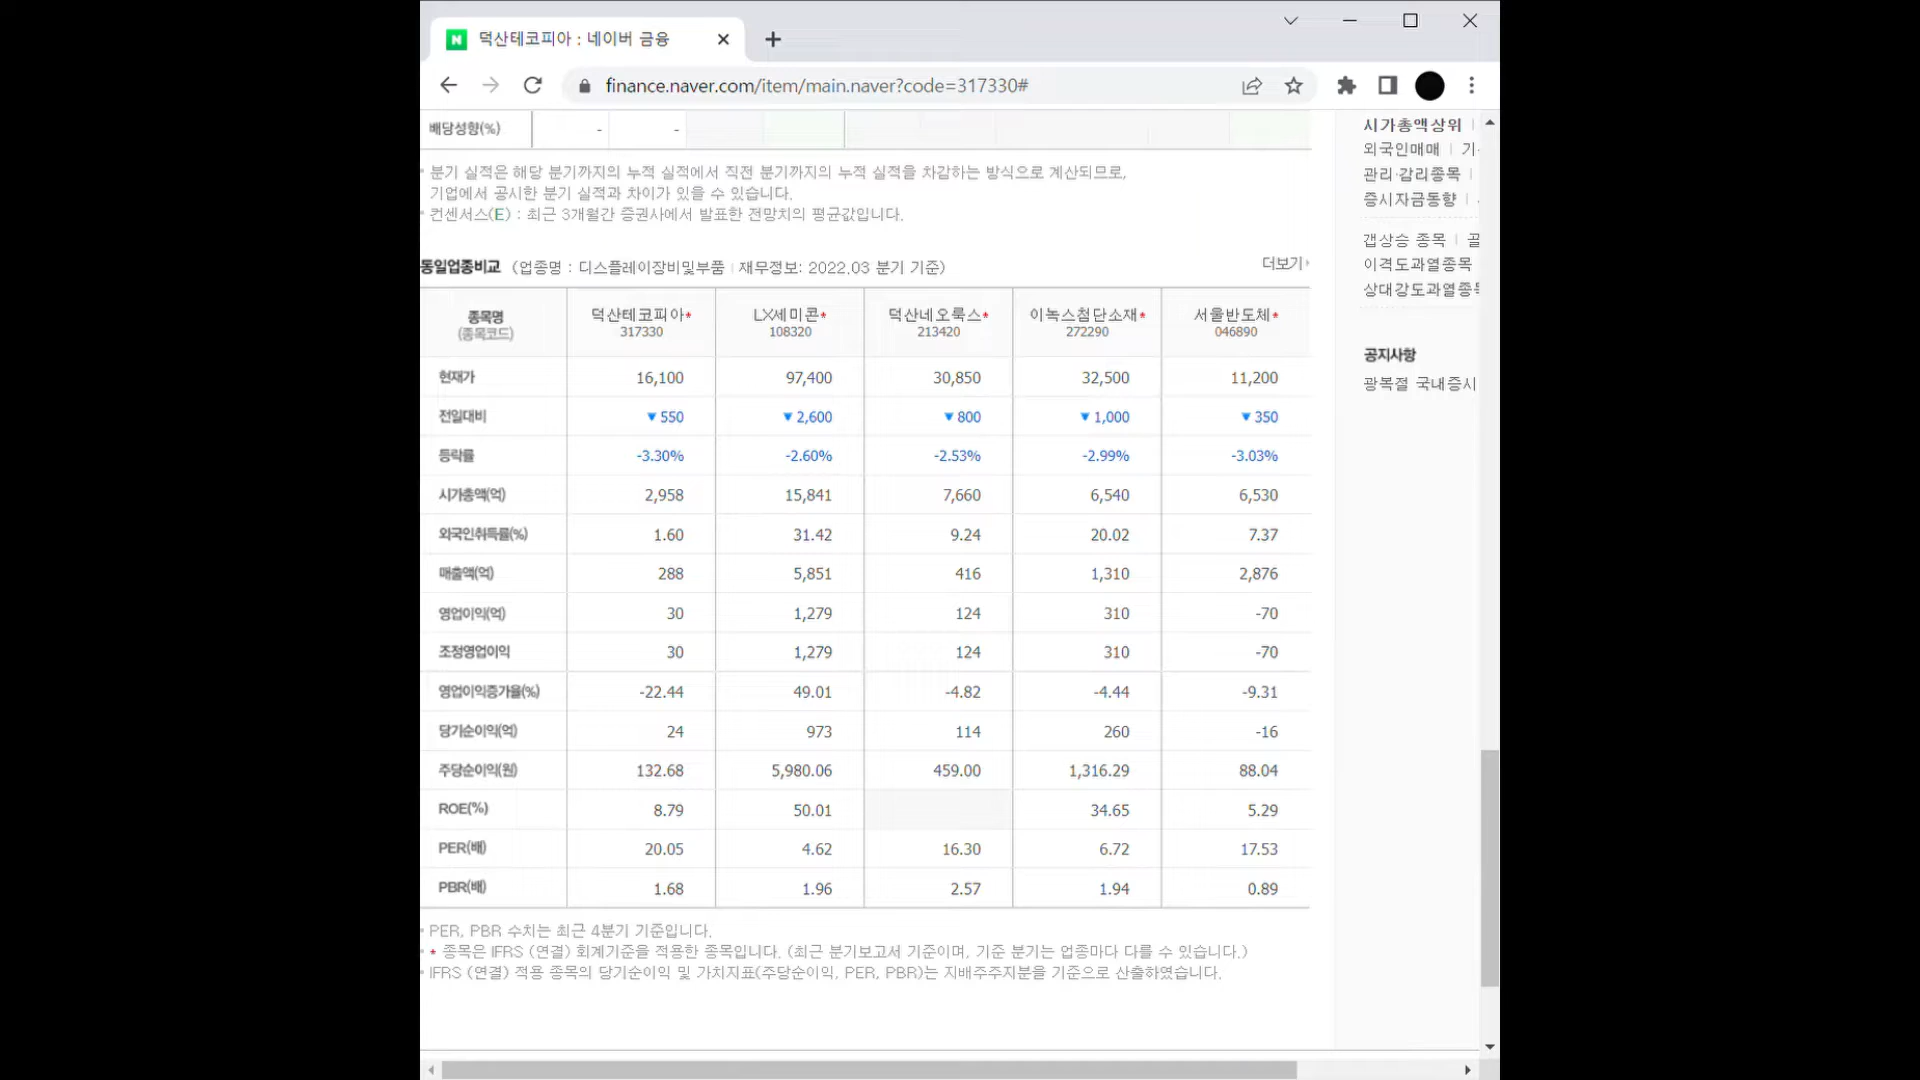 덕산테코피아 : 네이버 금융
finance.naver.com/item/main.naver?code=317330#
배당성향(%) - -
분기 실적은 해당 분기까지의 누적 실적에서 직전 분기까지의 누적 실적을 차감하는 방식으로 계산되므로,
기업에서 공시한 분기 실적과 차이가 있을 수 있습니다.
컨센서스(E) : 최근 3개월간 증권사에서 발표한 전망치의 평균값입니다.
동일업종비교 (업종명 : 디스플레이장비및부품 | 재무정보: 2022.03 분기 기준) 더보기
종목명 덕산테코피아* LX세미콘* 덕산네오룩스* 이녹스첨단소재* 서울반도체*
(종목코드) 317330 108320 213420 272290 046890
현재가 16,100 97,400 30,850 32,500 11,200
전일대비 ▼550 ▼2,600 ▼800 ▼1,000 ▼350
등락률 -3.30% -2.60% -2.53% -2.99% -3.03%
시가총액(억) 2,958 15,841 7,660 6,540 6,530
외국인취득률(%) 1.60 31.42 9.24 20.02 7.37
매출액(억) 288 5,851 416 1,310 2,876
영업이익(억) 30 1,279 124 310 -70
조정영업이익 30 1,279 124 310 -70
영업이익증가율(%) -22.44 49.01 -4.82 -4.44 -9.31
당기순이익(억) 24 973 114 260 -16
주당순이익(원) 132.68 5,980.06 459.00 1,316.29 88.04
ROE(%) 8.79 50.01 34.65 5.29
PER(배) 20.05 4.62 16.30 6.72 17.53
PBR(배) 1.68 1.96 2.57 1.94 0.89
PER, PBR 수치는 최근 4분기 기준입니다.
* 종목은 IFRS (연결) 회계기준을 적용한 종목입니다. (최근 분기보고서 기준이며, 기준 분기는 업종마다 다를 수 있습니다.)
IFRS (연결) 적용 종목의 당기순이익 및 가치지표(주당순이익, PER, PBR)는 지배주주지분을 기준으로 산출하였습니다.
시가총액상위 |
외국인매매 | 기
관리·감리종목 |
증시자금동향 |
갭상승 종목 | 골
이격도과열종목
상대강도과열종목
공지사항
광복절 국내증시